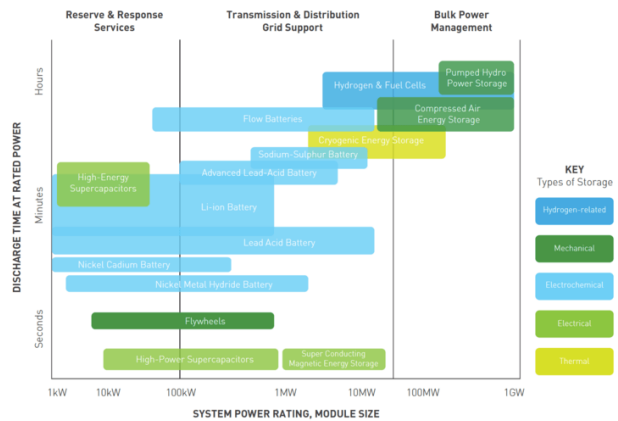 Reserve & Response
Services
Transmission & Distribution
Grid Support
Bulk Power
Management
DISCHARGE TIME AT RATED POWER
Hours
Minutes
Seconds
Pumped Hydro
Power Storage
Hydrogen & Fuel Cells
Compressed Air
Energy Storage
Flow Batteries
Cryogenic Energy Storage
Sodium-Sulphur Battery
Advanced Lead-Acid Battery
High-Energy
Supercapacitors
Li-ion Battery
Lead Acid Battery
Nickel Cadium Battery
Nickel Metal Hydride Battery
Flywheels
High-Power Supercapacitors
Super Conducting
Magnetic Energy Storage
1kW
10kW
100kW
1MW
10MW
100MW
1GW
SYSTEM POWER RATING, MODULE SIZE
KEY
Types of Storage
Hydrogen-related
Mechanical
Electrochemical
Electrical
Thermal